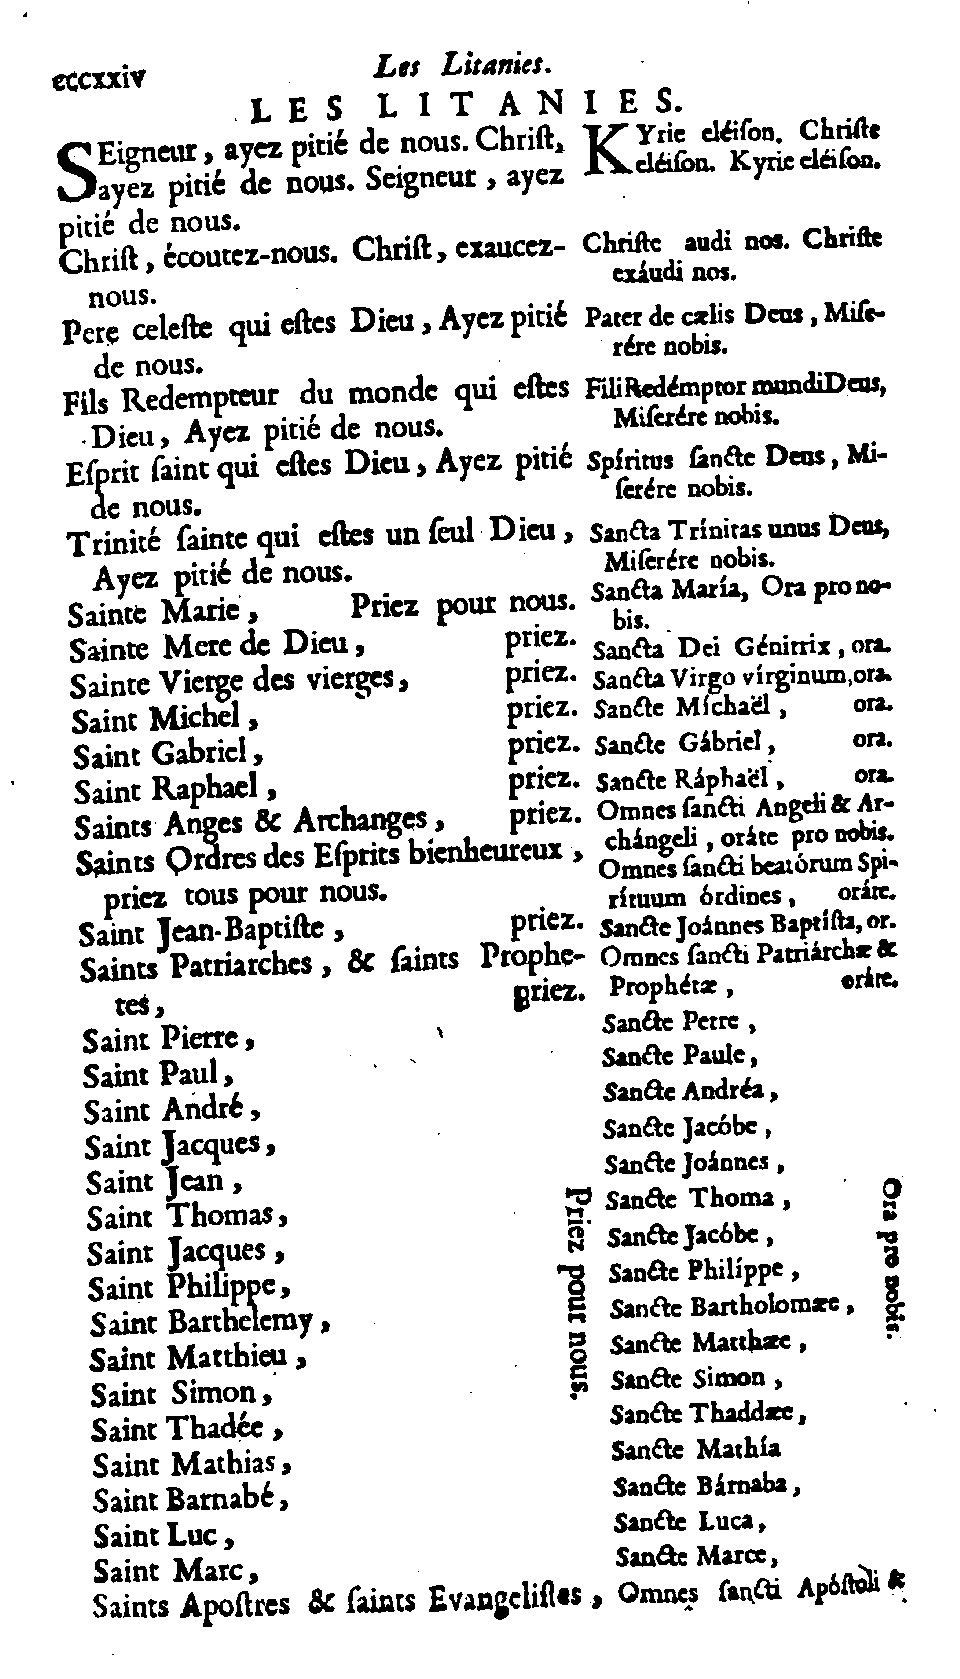 cccxxiv
Les Litanies.
LES LITANIES.
SEigneur, ayez pitié de nous. Chriſt,
ayez pitié de nous. Seigneur, ayez
pitié de nous.
Chriſt, écoutez-nous. Chriſt, exaucez-
nous.
Pere celeſte qui eſtes Dieu, Ayez pitié
de nous.
Fils Redempteur du monde qui eſtes
Dieu, Ayez pitié de nous.
Eſprit ſaint qui eſtes Dieu, Ayez pitié
de nous.
Trinité ſainte qui eſtes un ſeul Dieu,
Ayez pitié de nous.
Sainte Marie, Priez pour nous.
Sainte Mere de Dieu, priez.
Sainte Vierge des vierges, priez.
Saint Michel, priez.
Saint Gabriel, priez.
Saint Raphael, priez.
Saints Anges & Archanges, priez.
Saints Ordres des Eſprits bienheureux,
priez tous pour nous.
Saint Jean-Baptiſte, priez.
Saints Patriarches, & ſaints Prophe-
tes, priez.
Saint Pierre,
Saint Paul,
Saint André,
Saint Jacques,
Saint Jean,
Saint Thomas,
Saint Jacques,
Saint Philippe,
Saint Barthelemy,
Saint Matthieu,
Saint Simon,
Saint Thadée,
Saint Mathias,
Saint Barnabé,
Saint Luc,
Saint Marc,
Saints Apoſtres & ſaints Evangeliſtes,
Priez pour nous.
KYrie eléiſon. Chriſte
eléiſon. Kyrie eléiſon.
Chriſte audi nos. Chriſte
exáudi nos.
Pater de cælis Deus, Miſe-
rére nobis.
Fili Redémptor mundi Deus,
Miſerére nobis.
Spíritus ſancte Deus, Mi-
ſerére nobis.
Sancta Trínitas unus Deus,
Miſerére nobis.
Sancta María, Ora pro no-
bis.
Sancta Dei Génitrix, ora.
Sancta Virgo vírginum, ora.
Sancte Míchaël, ora.
Sancte Gábriel, ora.
Sancte Ráphaël, ora.
Omnes ſancti Angeli & Ar-
chángeli, oráte pro nobis.
Omnes ſancti beatórum Spi-
rítuum órdines, oráte.
Sancte Joánnes Baptíſta, or.
Omnes ſancti Patriárchæ &
Prophétæ, oráre.
Sancte Petre,
Sancte Paule,
Sancte Andréa,
Sancte Jacóbe,
Sancte Joánnes,
Sancte Thoma,
Sancte Jacóbe,
Sancte Philíppe,
Sancte Bartholomæe,
Sancte Matthæe,
Sancte Simon,
Sancte Thaddæe,
Sancte Mathía
Sancte Bárnaba,
Sancte Luca,
Sancte Marce,
Omnes ſancti Apóſtoli &
Ora pro nobis.